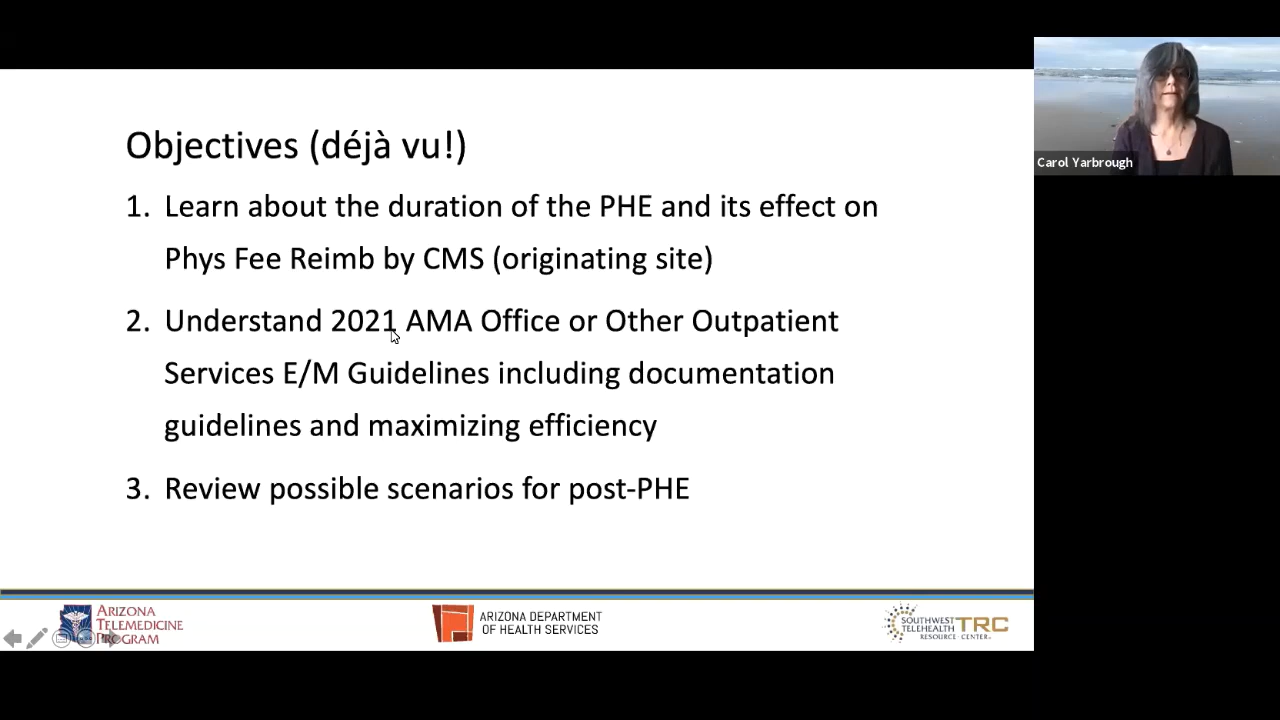 Objectives (déjà vu!)
1. Learn about the duration of the PHE and its effect on
Phys Fee Reimb by CMS (originating site)
2. Understand 2021 AMA Office or Other Outpatient
Services E/M Guidelines including documentation
guidelines and maximizing efficiency
3. Review possible scenarios for post-PHE
Carol Yarbrough
ARIZONA
TELEMEDICINE
PROGRAM
ARIZONA DEPARTMENT
OF HEALTH SERVICES
SOUTHWEST
TELEHEALTH
RESOURCE · CENTER
TRC